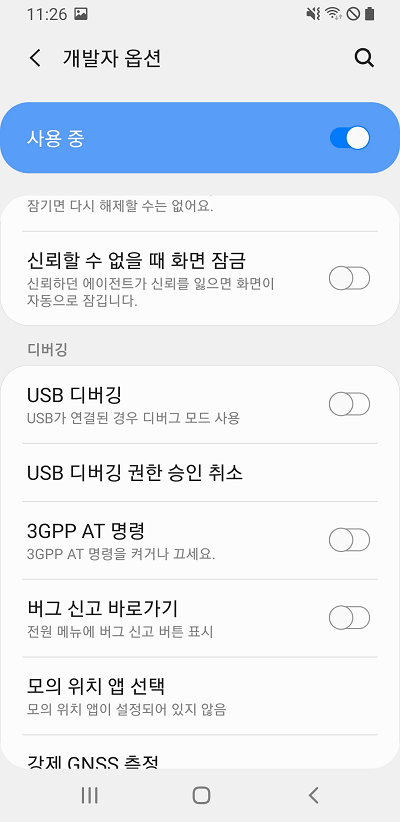 11:26
개발자 옵션
사용 중
잠기면 다시 해제할 수는 없어요.
신뢰할 수 없을 때 화면 잠금
신뢰하던 에이전트가 신뢰를 잃으면 화면이
자동으로 잠깁니다.
디버깅
USB 디버깅
USB가 연결된 경우 디버그 모드 사용
USB 디버깅 권한 승인 취소
3GPP AT 명령
3GPP AT 명령을 켜거나 끄세요.
버그 신고 바로가기
전원 메뉴에 버그 신고 버튼 표시
모의 위치 앱 선택
모의 위치 앱이 설정되어 있지 않음
강제 GNSS 측정